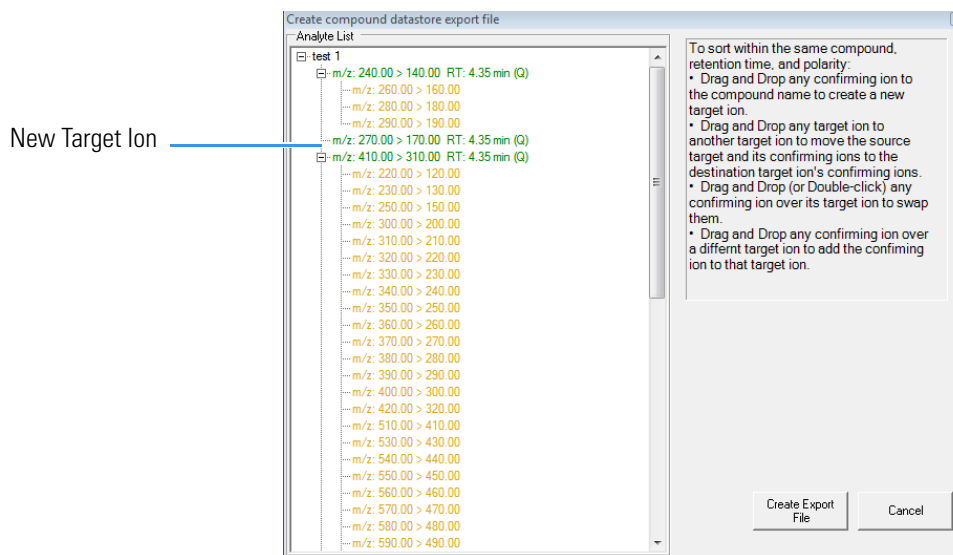 Create compound datastore export file
Analyte List
test 1
m/z: 240.00 > 140.00 RT: 4.35 min (Q)
m/z: 260.00 > 160.00
m/z: 280.00 > 180.00
m/z: 290.00 > 190.00
New Target Ion
m/z: 270.00 > 170.00 RT: 4.35 min (Q)
m/z: 410.00 > 310.00 RT: 4.35 min (Q)
m/z: 220.00 > 120.00
m/z: 230.00 > 130.00
m/z: 250.00 > 150.00
m/z: 300.00 > 200.00
m/z: 310.00 > 210.00
m/z: 320.00 > 220.00
m/z: 330.00 > 230.00
m/z: 340.00 > 240.00
m/z: 350.00 > 250.00
m/z: 360.00 > 260.00
m/z: 370.00 > 270.00
m/z: 380.00 > 280.00
m/z: 390.00 > 290.00
m/z: 400.00 > 300.00
m/z: 420.00 > 320.00
m/z: 510.00 > 410.00
m/z: 530.00 > 430.00
m/z: 540.00 > 440.00
m/z: 550.00 > 450.00
m/z: 560.00 > 460.00
m/z: 570.00 > 470.00
m/z: 580.00 > 480.00
m/z: 590.00 > 490.00
To sort within the same compound,
retention time, and polarity:
• Drag and Drop any confirming ion to
the compound name to create a new
target ion.
• Drag and Drop any target ion to
another target ion to move the source
target and its confirming ions to the
destination target ion's confirming ions.
• Drag and Drop (or Double-click) any
confirming ion over its target ion to swap
them.
• Drag and Drop any confirming ion over
a differnt target ion to add the confiming
ion to that target ion.
Create Export
File
Cancel